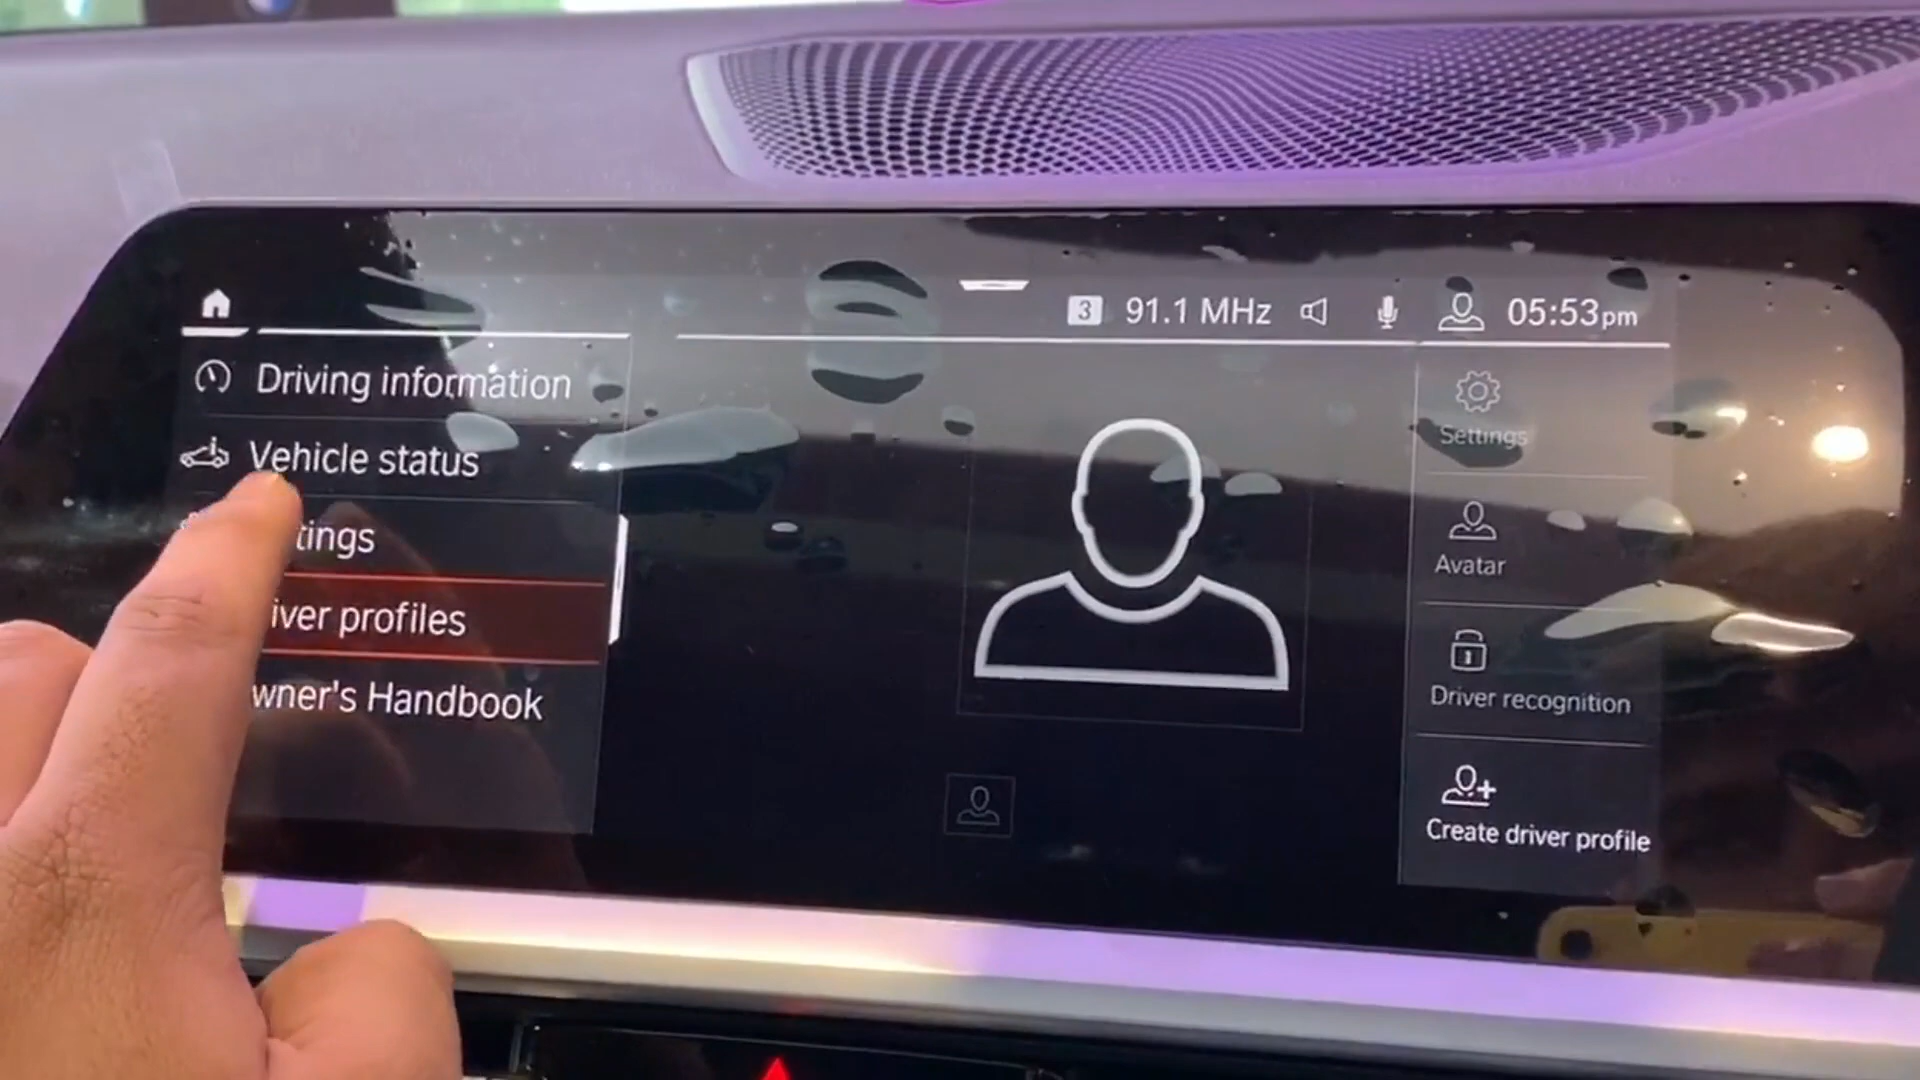 3 91.1 MHz 05:53pm
Driving information
Vehicle status
tings
iver profiles
wner's Handbook
Settings
Avatar
Driver recognition
Create driver profile